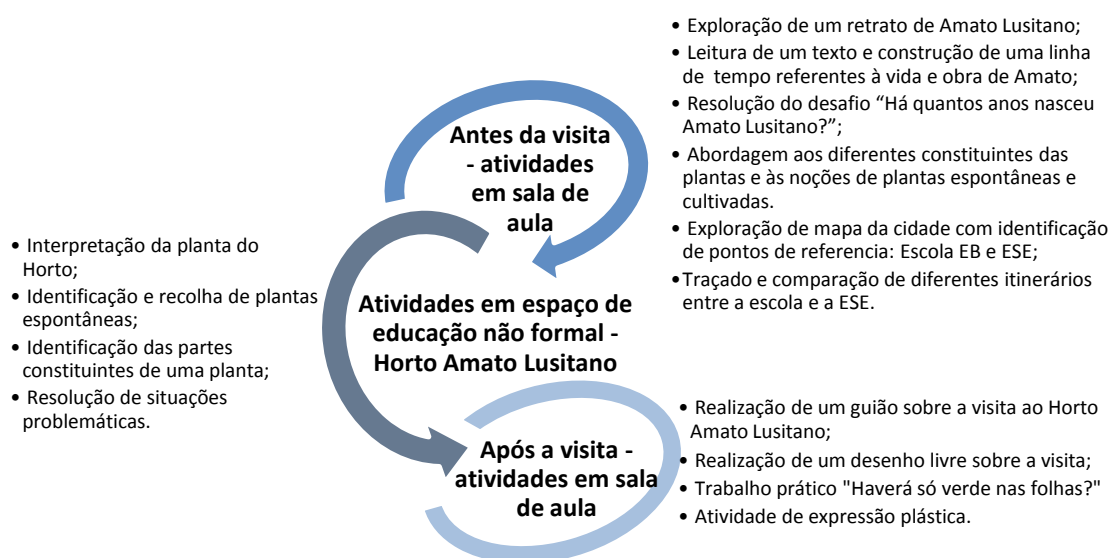 • Exploração de um retrato de Amato Lusitano;
• Leitura de um texto e construção de uma linha
de tempo referentes à vida e obra de Amato;
• Resolução do desafio “Há quantos anos nasceu
Amato Lusitano?”;
• Abordagem aos diferentes constituintes das
plantas e às noções de plantas espontâneas e
cultivadas.
• Exploração de mapa da cidade com identificação
de pontos de referencia: Escola EB e ESE;
•Traçado e comparação de diferentes itinerários
entre a escola e a ESE.
Antes da visita
- atividades
em sala de
aula
• Interpretação da planta do
Horto;
• Identificação e recolha de plantas
espontâneas;
• Identificação das partes
constituintes de uma planta;
• Resolução de situações
problemáticas.
Atividades em espaço de
educação não formal -
Horto Amato Lusitano
Após a visita -
atividades em sala
de aula
• Realização de um guião sobre a visita ao Horto
Amato Lusitano;
• Realização de um desenho livre sobre a visita;
• Trabalho prático "Haverá só verde nas folhas?"
• Atividade de expressão plástica.